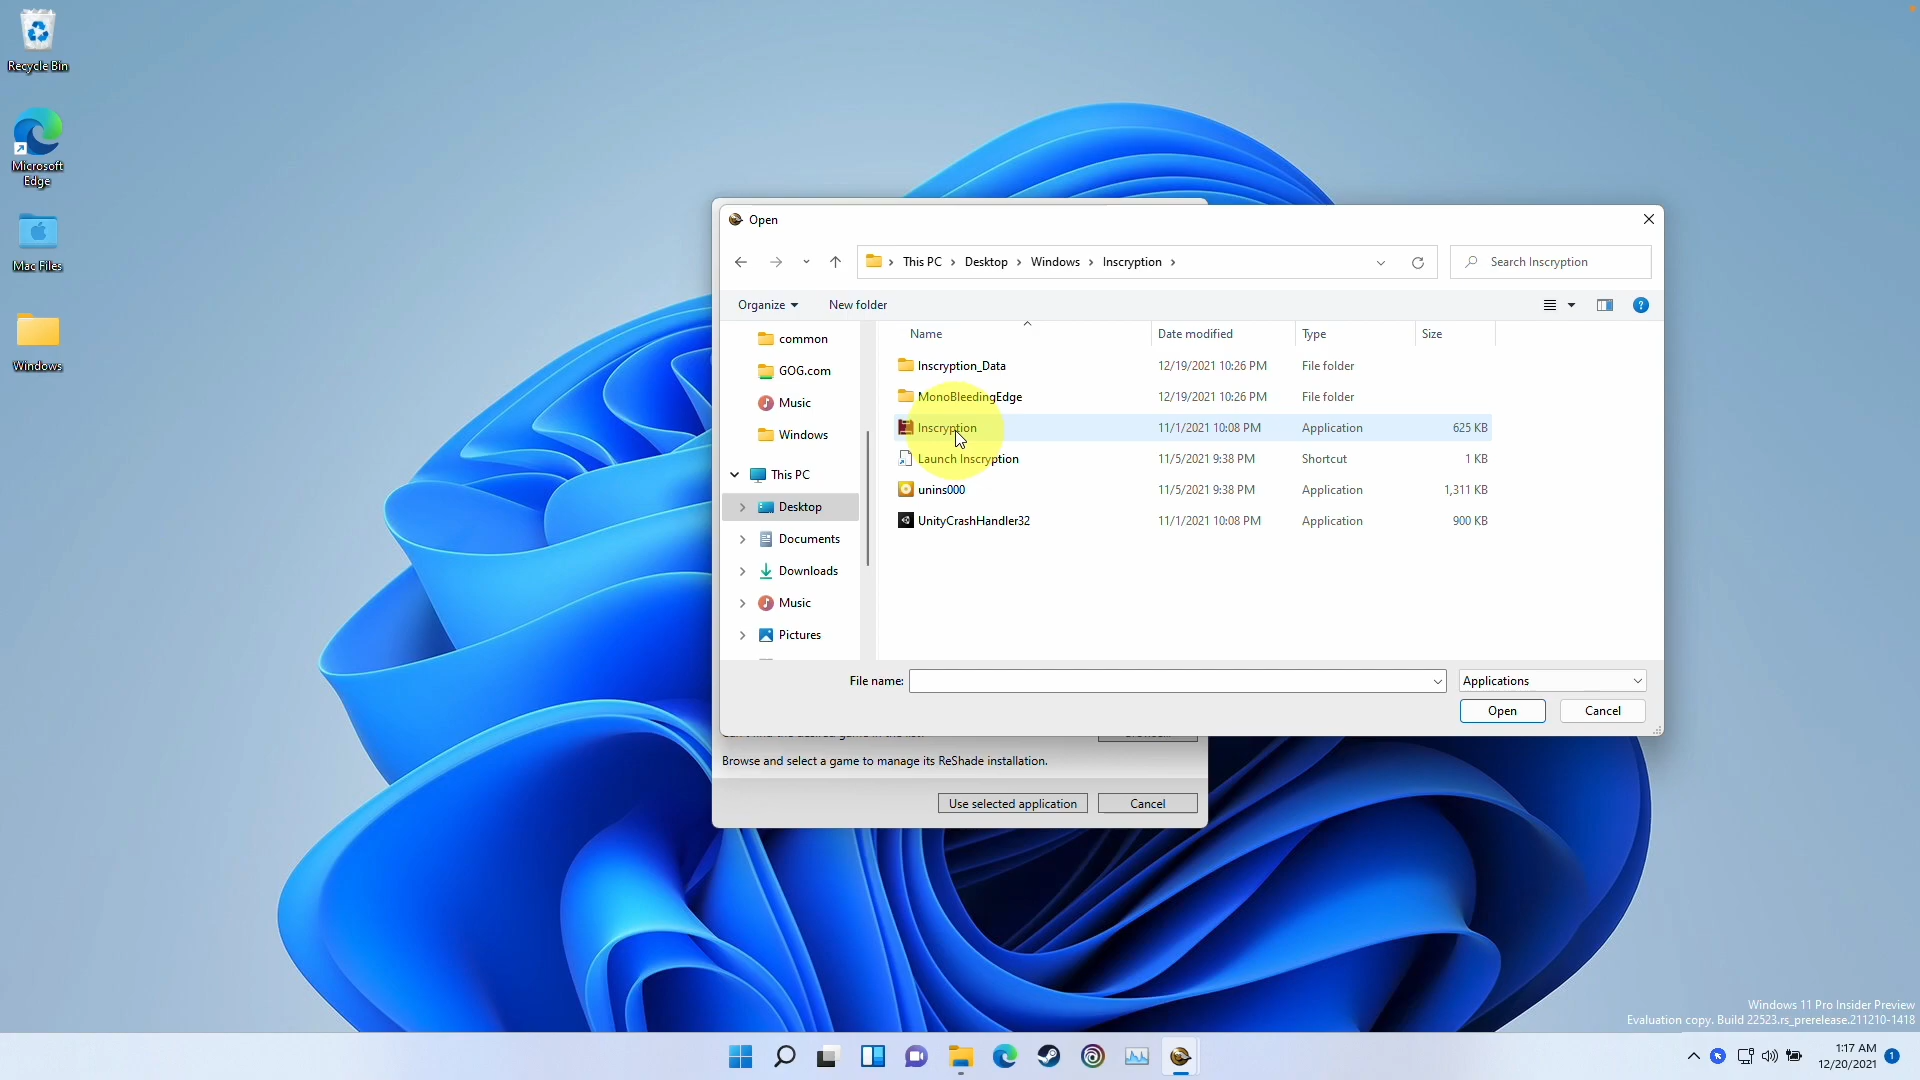 Recycle Bin
Microsoft
Edge
Mac Files
Windows
Open
This PC
Desktop
Windows
Inscryption
Search Inscryption
Organize
New folder
common
GOG.com
Music
Windows
This PC
Desktop
Documents
Downloads
Music
Pictures
Name Date modified Type Size
Inscryption_Data 12/19/2021 10:26 PM File folder
MonoBleedingEdge 12/19/2021 10:26 PM File folder
Inscryption 11/1/2021 10:08 PM Application 625 KB
Launch Inscryption 11/5/2021 9:38 PM Shortcut 1 KB
unins000 11/5/2021 9:38 PM Application 1,311 KB
UnityCrashHandler32 11/1/2021 10:08 PM Application 900 KB
File name:
Applications
Open
Cancel
Browse and select a game to manage its ReShade installation.
Use selected application
Cancel
Windows 11 Pro Insider Preview
Evaluation copy. Build 22523.rs_prerelease.211210-1418
1:17 AM
12/20/2021
1